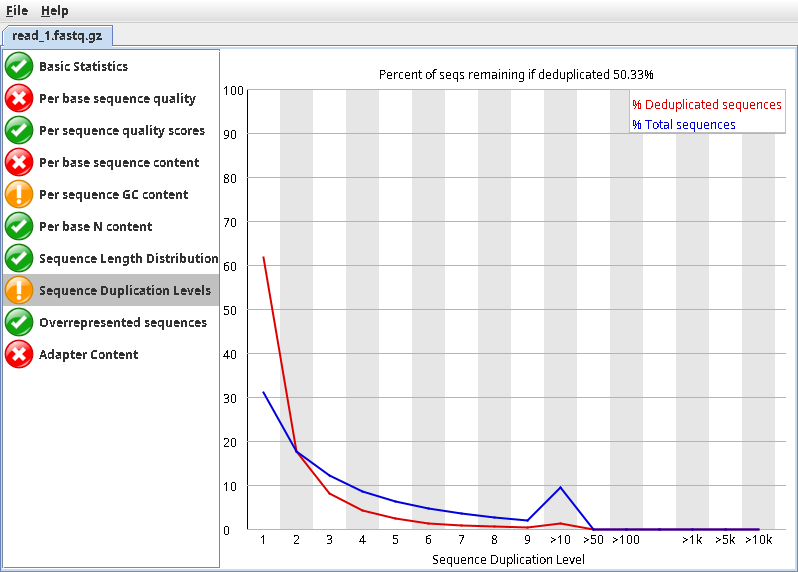 File Help
read_1.fastq.gz
Basic Statistics
Per base sequence quality
Per sequence quality scores
Per base sequence content
Per sequence GC content
Per base N content
Sequence Length Distribution
Sequence Duplication Levels
Overrepresented sequences
Adapter Content
Percent of seqs remaining if deduplicated 50.33%
% Deduplicated sequences
% Total sequences
100
90
80
70
60
50
40
30
20
10
0
1 2 3 4 5 6 7 8 9 >10 >50 >100 >1k >5k >10k
Sequence Duplication Level